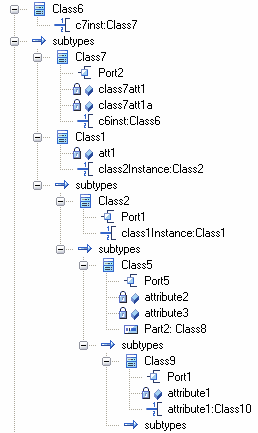 Class6
c7inst:Class7
subtypes
Class7
Port2
class7att1
class7att1a
c6inst:Class6
Class1
att1
class2Instance:Class2
subtypes
Class2
Port1
class1Instance:Class1
subtypes
Class5
Port5
attribute2
attribute3
Part2: Class8
subtypes
Class9
Port1
attribute1
attribute1:Class10
subtypes